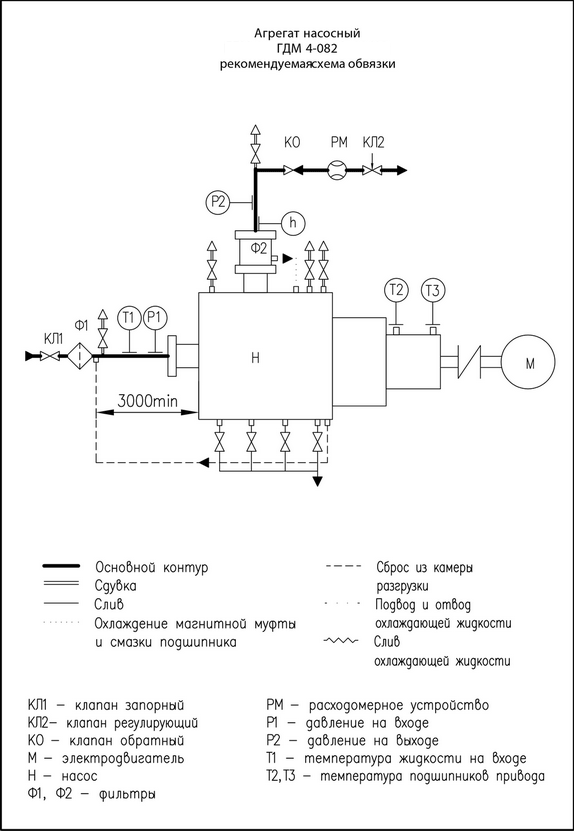 Агрегат насосный
ГДМ 4-082
рекомендуемаясхема обвязки
КО
РМ
КЛ2
Р2
h
Ф2
Т1
Р1
Ф1
КЛ1
Т2
Т3
Н
М
3000min
Основной контур
Сдувка
Слив
Охлаждение магнитной муфты
и смазки подшипника
Сброс из камеры
разгрузки
Подвод и отвод
охлаждающей жидкости
Слив
охлаждающей жидкости
КЛ1 – клапан запорный
КЛ2– клапан регулирующий
КО – клапан обратный
М – электродвигатель
Н – насос
Ф1, Ф2 – фильтры
РМ – расходомерное устройство
Р1 – давление на входе
Р2 – давление на выходе
Т1 – температура жидкости на входе
Т2,Т3 – температура подшипников привода